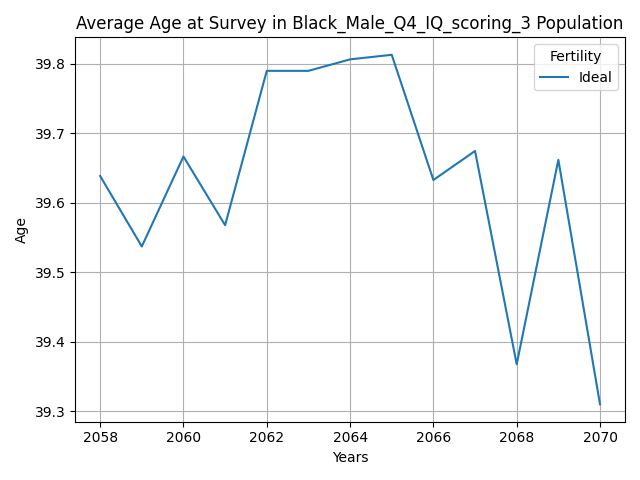 Average Age at Survey in Black_Male_Q4_IQ_scoring_3 Population
Fertility
Ideal
39.8
39.7
39.6
39.5
39.4
39.3
Age
2058
2060
2062
2064
2066
2068
2070
Years